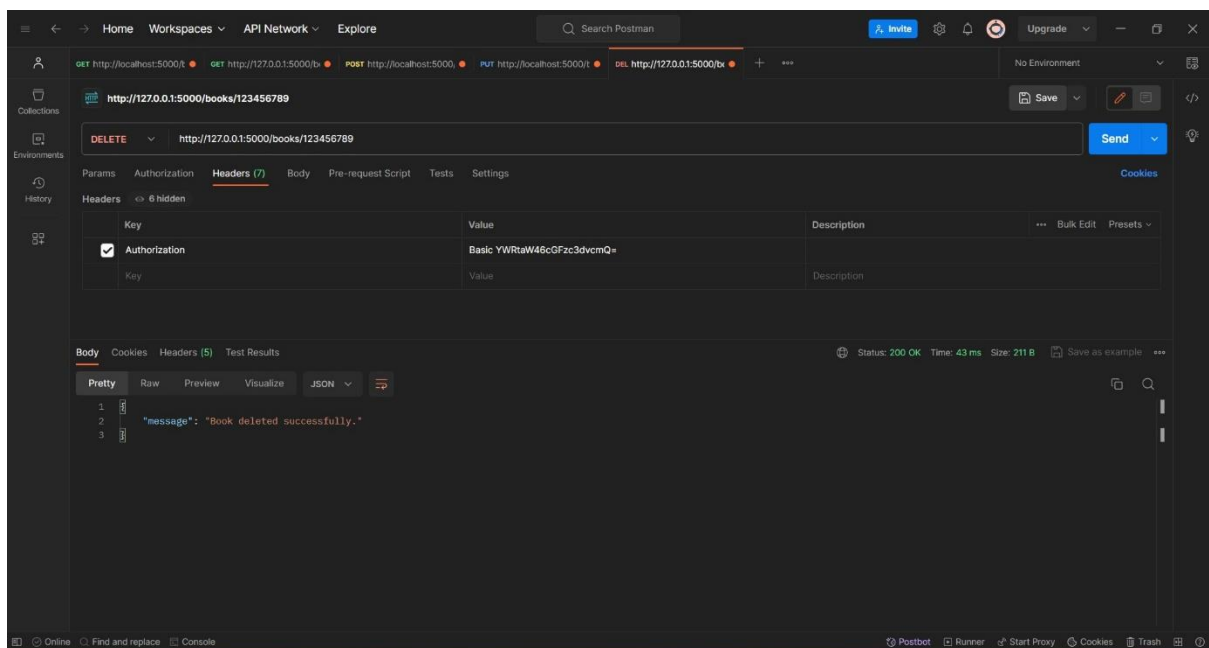 Home Workspaces API Network Explore Search Postman Invite Upgrade
GET http://localhost:5000/t GET http://127.0.0.1:5000/b POST http://localhost:5000, PUT http://localhost:5000/t DEL http://127.0.0.1:5000/bc No Environment
HTTP http://127.0.0.1:5000/books/123456789 Save
Collections
DELETE http://127.0.0.1:5000/books/123456789 Send
Environments
Params Authorization Headers (7) Body Pre-request Script Tests Settings Cookies
History
Headers 6 hidden
Key Value Description Bulk Edit Presets
Authorization Basic YWRtaW46cGFzc3dvcmQ=
Key Value Description
Body Cookies Headers (5) Test Results Status: 200 OK Time: 43 ms Size: 211 B Save as example
Pretty Raw Preview Visualize JSON
1 {
2 "message": "Book deleted successfully."
3 }
Online Find and replace Console Postbot Runner Start Proxy Cookies Trash